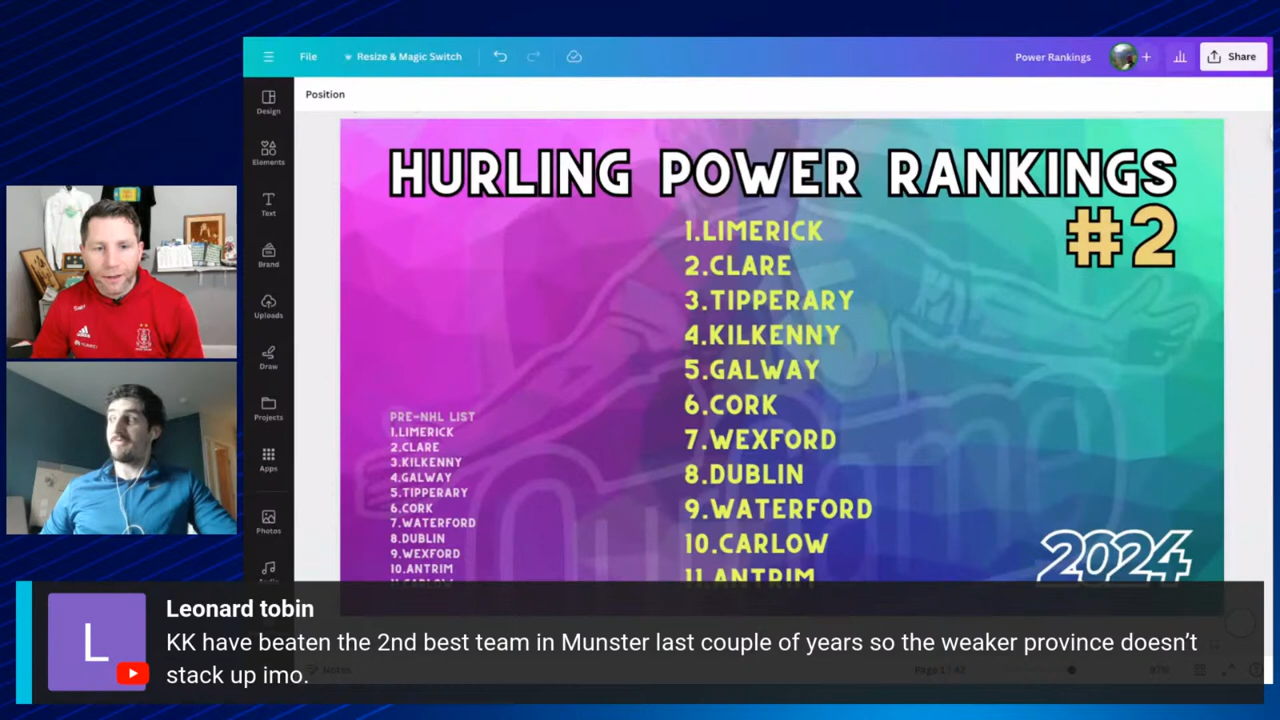 File
Resize & Magic Switch
Power Rankings
Share
Position
Design
Elements
Text
Brand
Uploads
Draw
Projects
Apps
Photos
HURLING POWER RANKINGS
#2
1.LIMERICK
2.CLARE
3.TIPPERARY
4.KILKENNY
5.GALWAY
6.CORK
7.WEXFORD
8.DUBLIN
9.WATERFORD
10.CARLOW
11.ANTRIM
PRE-NHL LIST
1.LIMERICK
2.CLARE
3.KILKENNY
4.GALWAY
5.TIPPERARY
6.CORK
7.WATERFORD
8.DUBLIN
9.WEXFORD
10.ANTRIM
11.CARLOW
2024
L
Leonard tobin
KK have beaten the 2nd best team in Munster last couple of years so the weaker province doesn’t
stack up imo.
Notes